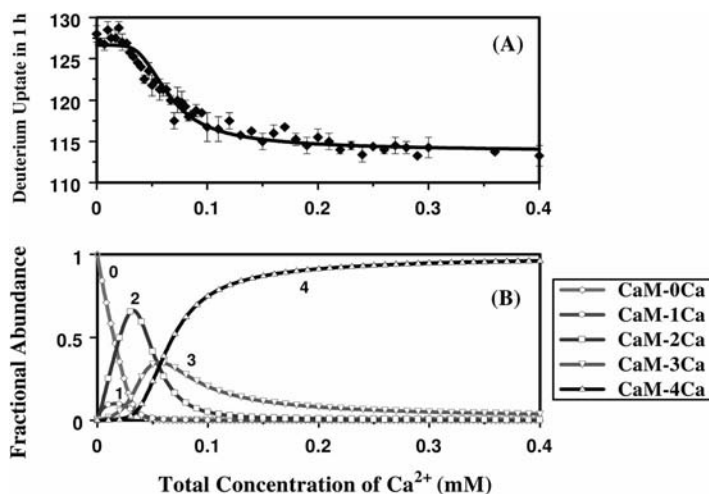 130
(A)
125
120
115
110
Deuterium Uptate in 1 h
0
0.1
0.2
0.3
0.4
1
0
2
(B)
4
0.5
3
1
0
Fractional Abundance
0
0.1
0.2
0.3
0.4
Total Concentration of Ca²⁺ (mM)
CaM-0Ca
CaM-1Ca
CaM-2Ca
CaM-3Ca
CaM-4Ca